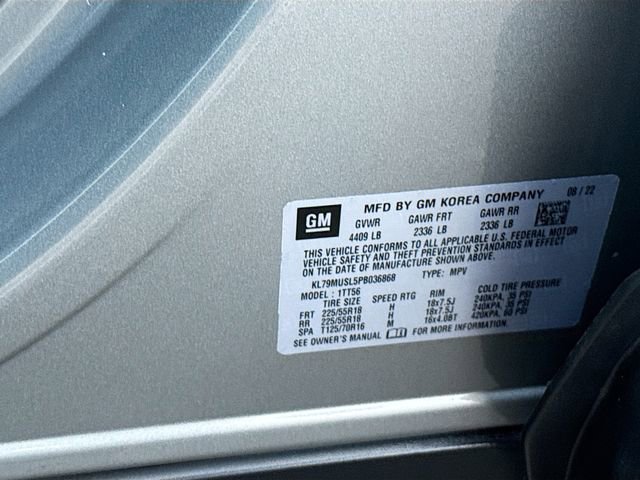 GM
MFD BY GM KOREA COMPANY 08 / 22
GVWR GAWR FRT GAWR RR
4409 LB 2336 LB 2336 LB
THIS VEHICLE CONFORMS TO ALL APPLICABLE U.S. FEDERAL MOTOR
VEHICLE SAFETY AND THEFT PREVENTION STANDARDS IN EFFECT
ON THE DATE OF MANUFACTURE SHOWN ABOVE.
KL79MUSL5PB036868 TYPE: MPV
MODEL : 1TT56
TIRE SIZE SPEED RTG RIM COLD TIRE PRESSURE
FRT 225/55R18 H 18x7.5J 240KPA, 35 PSI
RR 225/55R18 H 18x7.5J 240KPA, 35 PSI
SPA T125/70R16 M 16x4.0BT 420KPA, 60 PSI
SEE OWNER'S MANUAL FOR MORE INFORMATION.